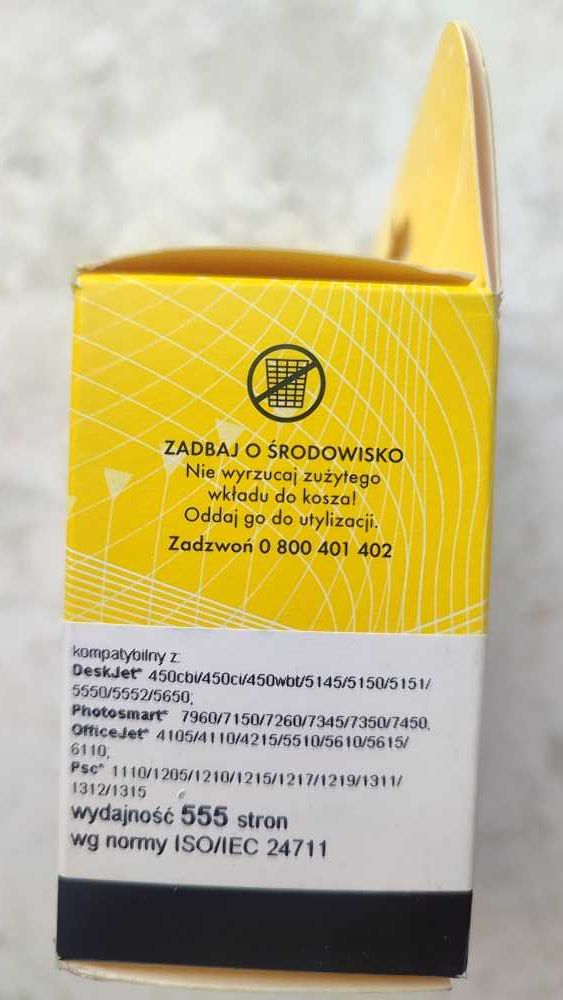 ZADBAJ O ŚRODOWISKO
Nie wyrzucaj zużytego
wkładu do kosza!
Oddaj go do utylizacji.
Zadzwoń 0 800 401 402
kompatybilny z:
DeskJet* 450cbi/450ci/450wbt/5145/5150/5151/
5550/5552/5650;
Photosmart* 7960/7150/7260/7345/7350/7450,
OfficeJet* 4105/4110/4215/5510/5610/5615/
6110;
Psc* 1110/1205/1210/1215/1217/1219/1311/
1312/1315
wydajność 555 stron
wg normy ISO/IEC 24711